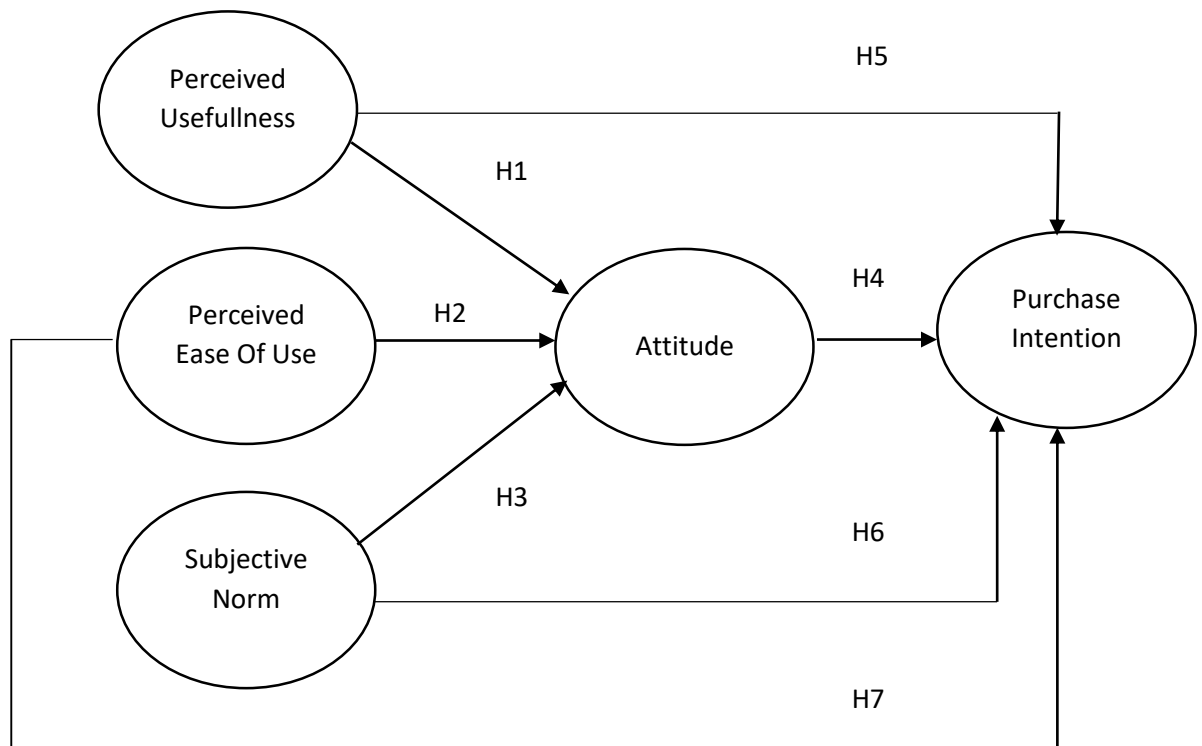 H5
Perceived
Usefullness
H1
H4
Purchase
Intention
Perceived
Ease Of Use
H2
Attitude
H3
Subjective
Norm
H6
H7